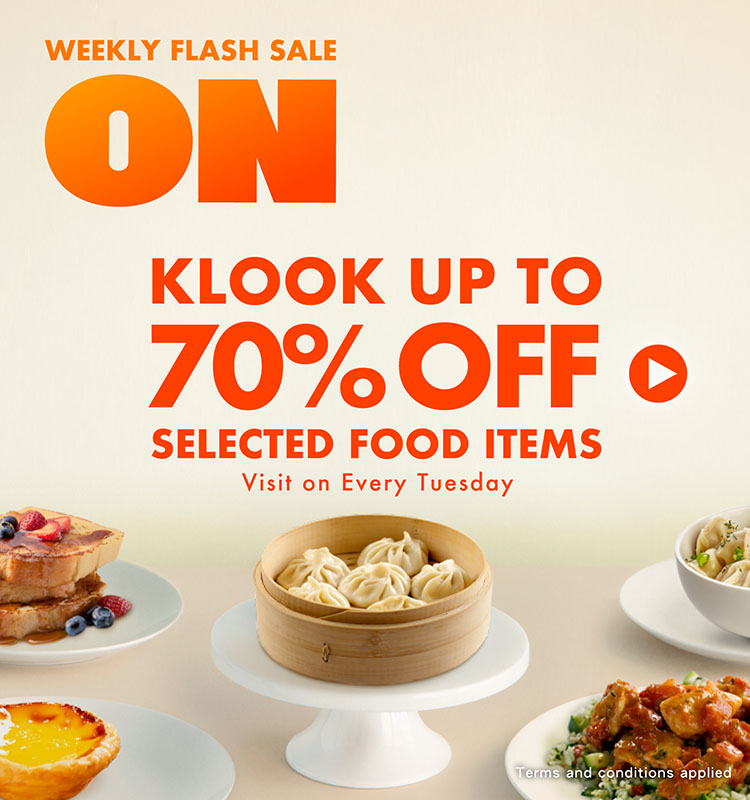 WEEKLY FLASH SALE
ON
KLOOK UP TO
70% OFF
SELECTED FOOD ITEMS
Visit on Every Tuesday
Terms and conditions applied